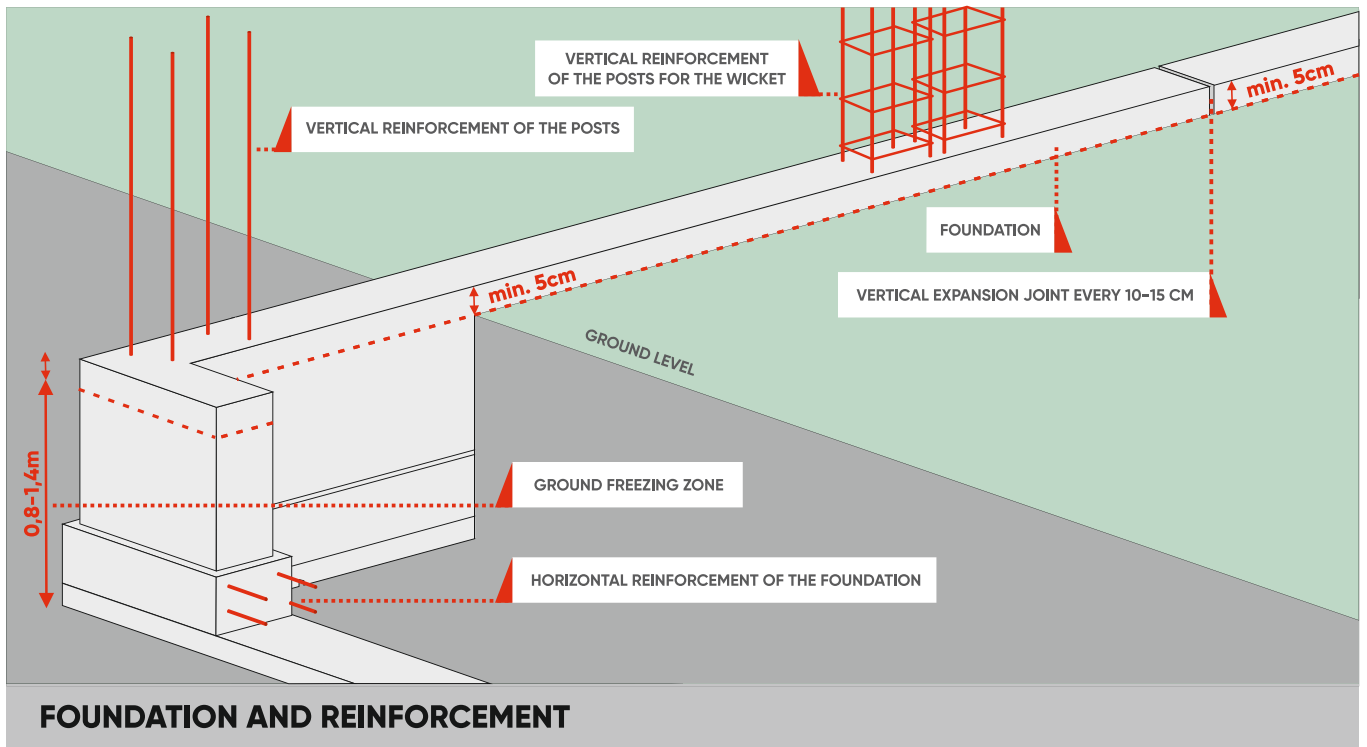 VERTICAL REINFORCEMENT
OF THE POSTS FOR THE WICKET
min. 5cm
VERTICAL REINFORCEMENT OF THE POSTS
FOUNDATION
min. 5cm
VERTICAL EXPANSION JOINT EVERY 10-15 CM
GROUND LEVEL
0,8-1,4m
GROUND FREEZING ZONE
HORIZONTAL REINFORCEMENT OF THE FOUNDATION
FOUNDATION AND REINFORCEMENT